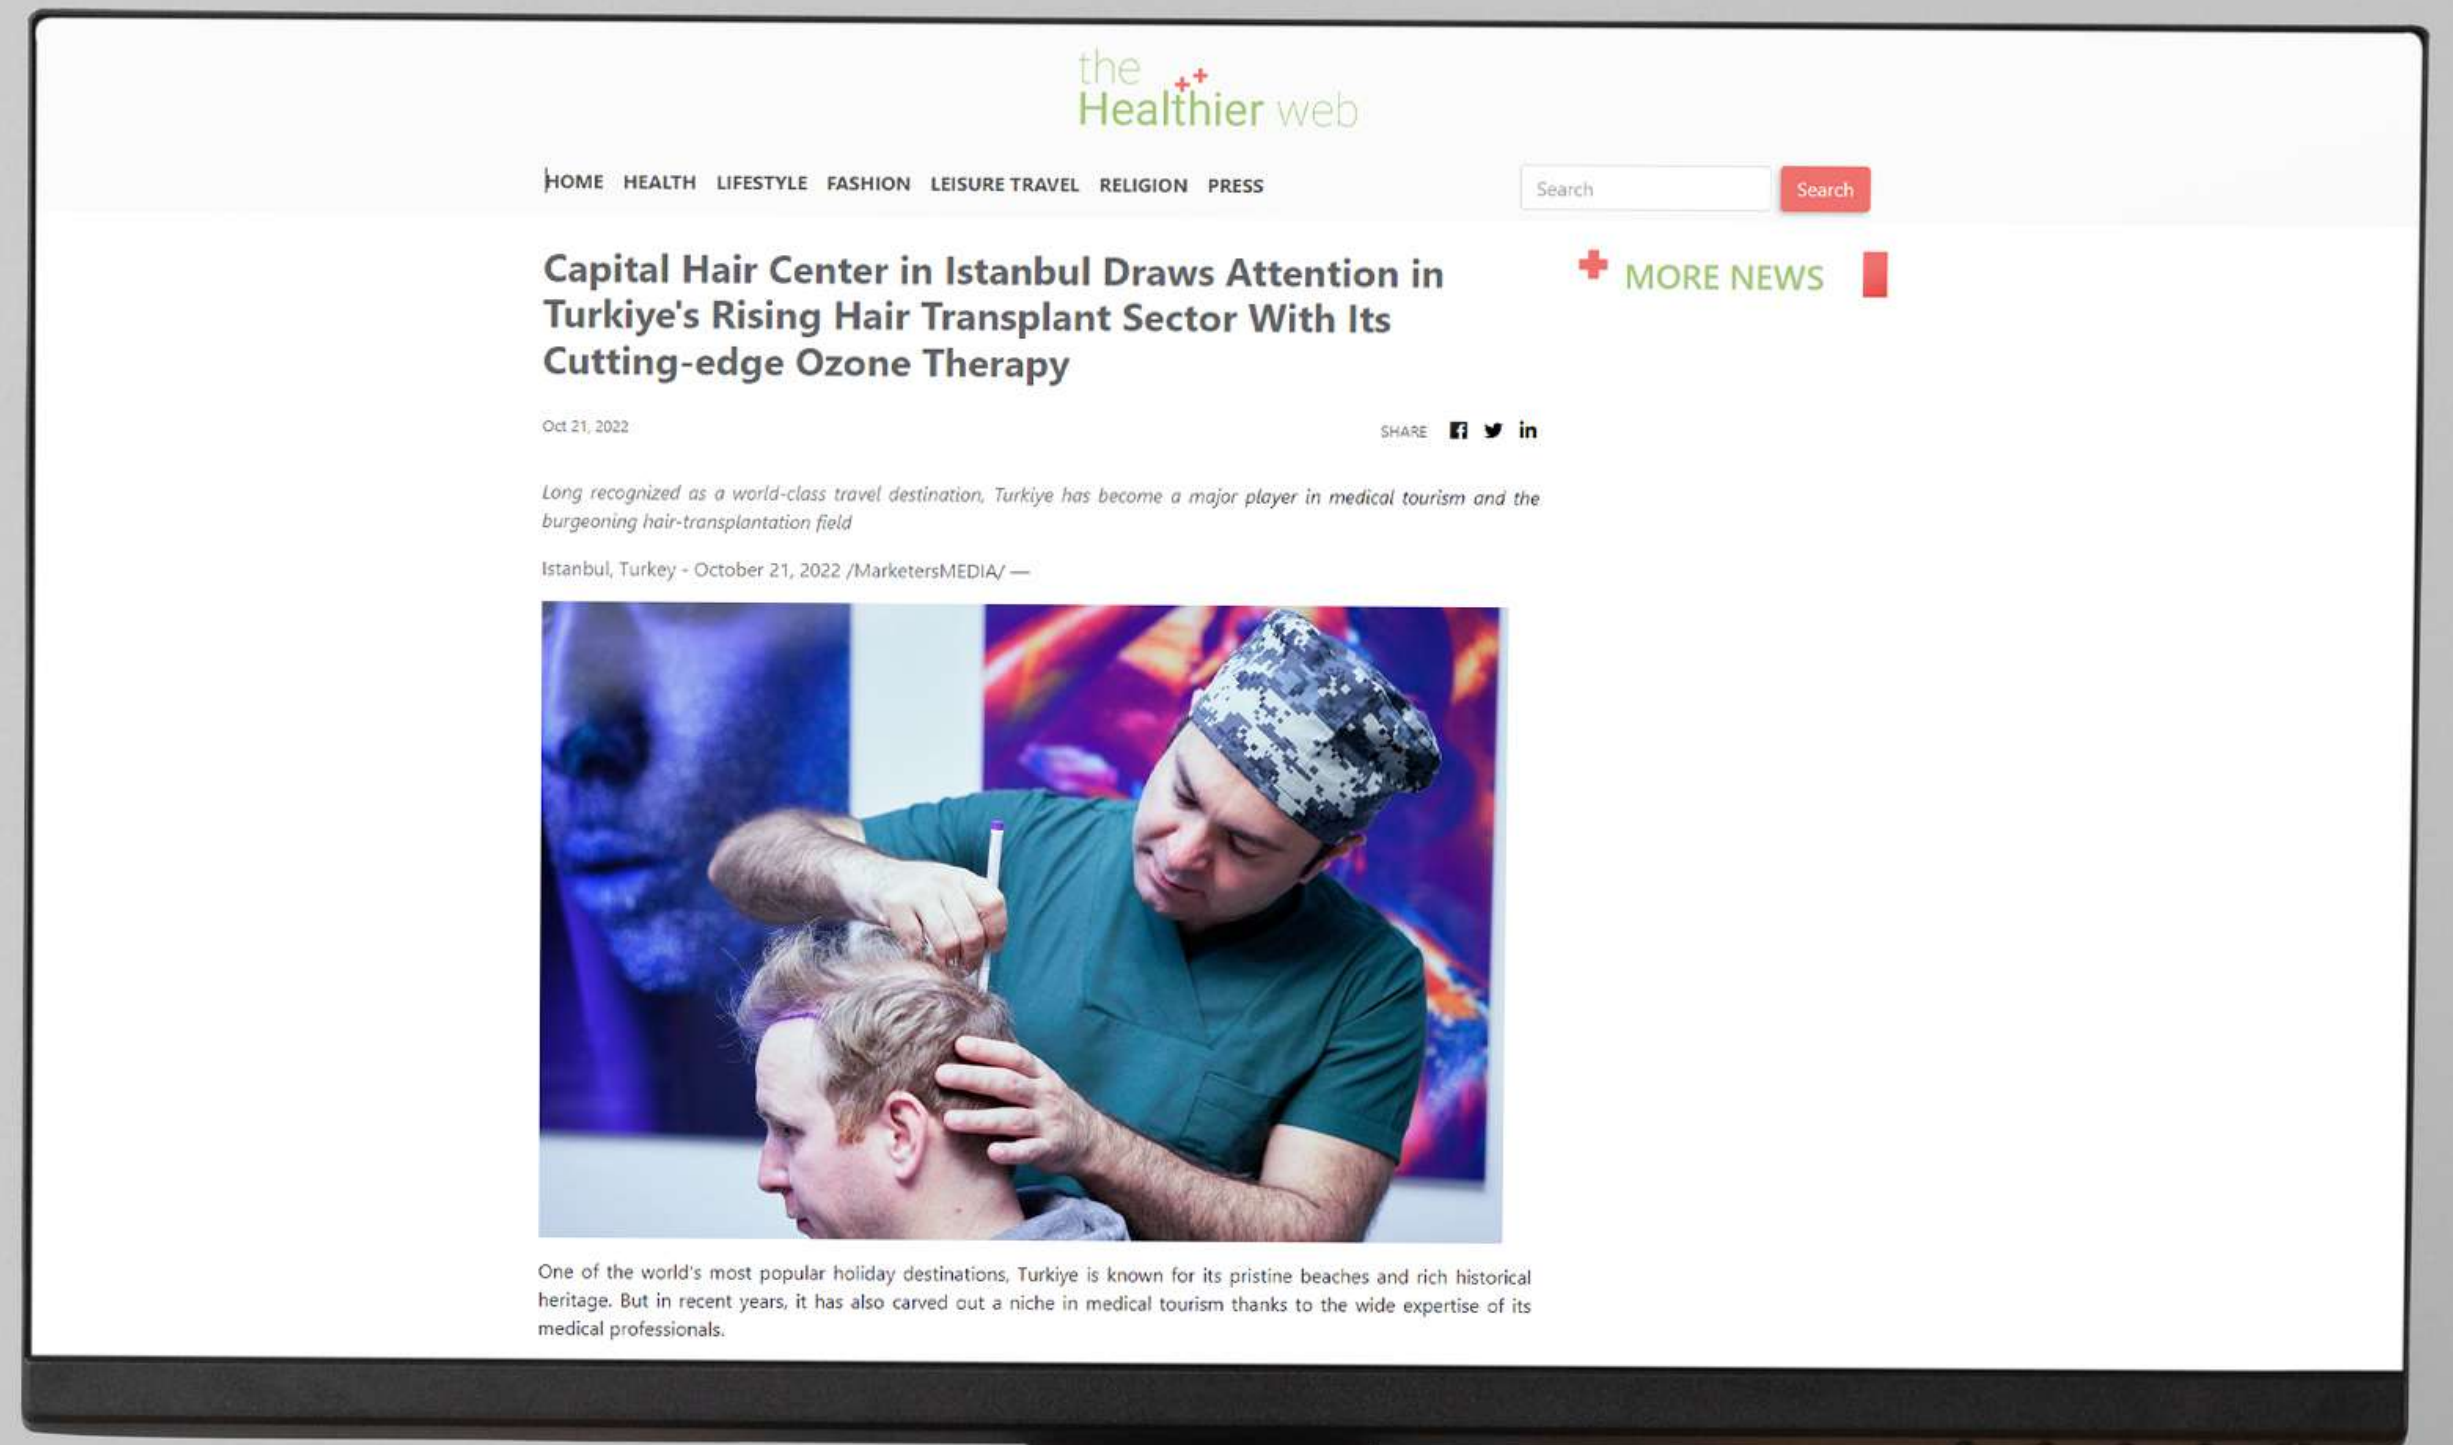 the
Healthier web
HOME HEALTH LIFESTYLE FASHION LEISURE TRAVEL RELIGION PRESS
Search
Search
Capital Hair Center in Istanbul Draws Attention in
Turkiye's Rising Hair Transplant Sector With Its
Cutting-edge Ozone Therapy
MORE NEWS
Oct 21, 2022
SHARE
Long recognized as a world-class travel destination, Turkiye has become a major player in medical tourism and the
burgeoning hair-transplantation field
Istanbul, Turkey - October 21, 2022 /MarketersMEDIA/ —
One of the world's most popular holiday destinations, Turkiye is known for its pristine beaches and rich historical
heritage. But in recent years, it has also carved out a niche in medical tourism thanks to the wide expertise of its
medical professionals.